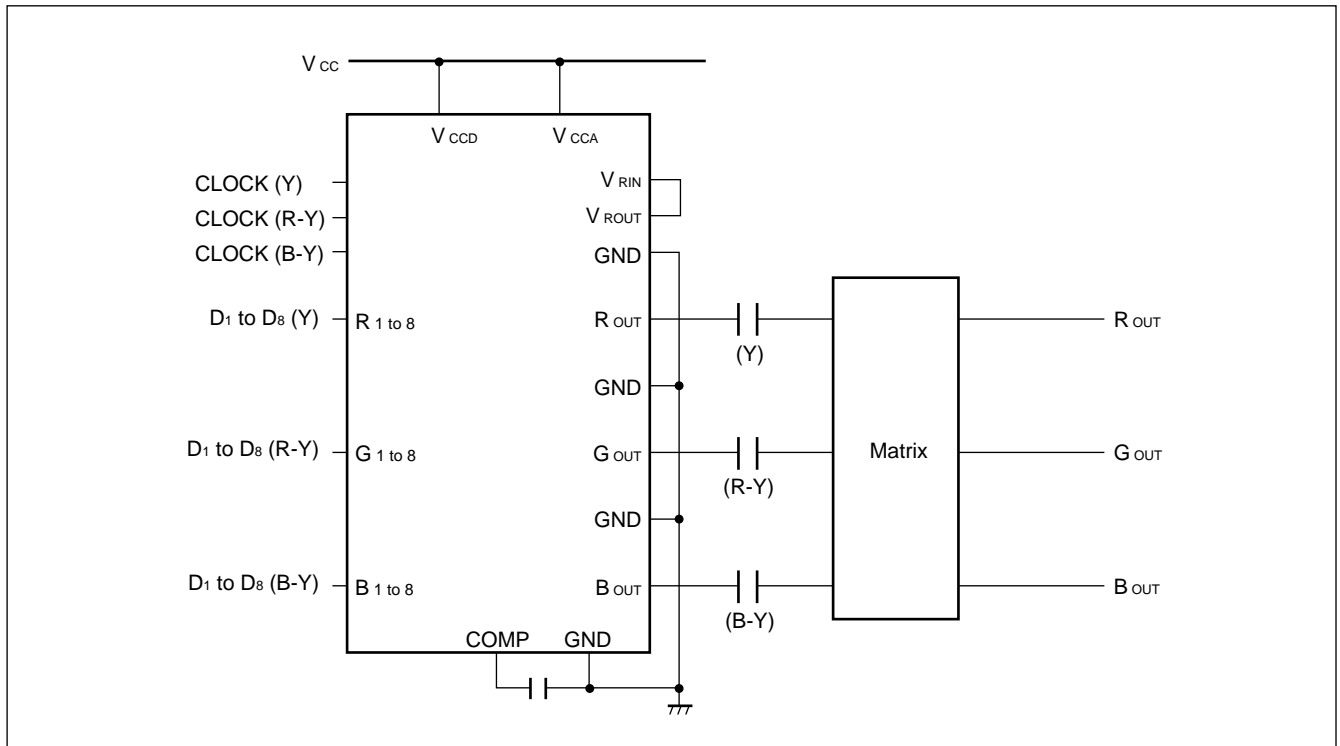 V CC
V CCD V CCA
CLOCK (Y) V RIN
CLOCK (R-Y) V ROUT
CLOCK (B-Y) GND
D1 to D8 (Y) R 1 to 8 R OUT R OUT
(Y)
GND
D1 to D8 (R-Y) G 1 to 8 G OUT Matrix G OUT
(R-Y)
GND
D1 to D8 (B-Y) B 1 to 8 B OUT B OUT
(B-Y)
COMP GND